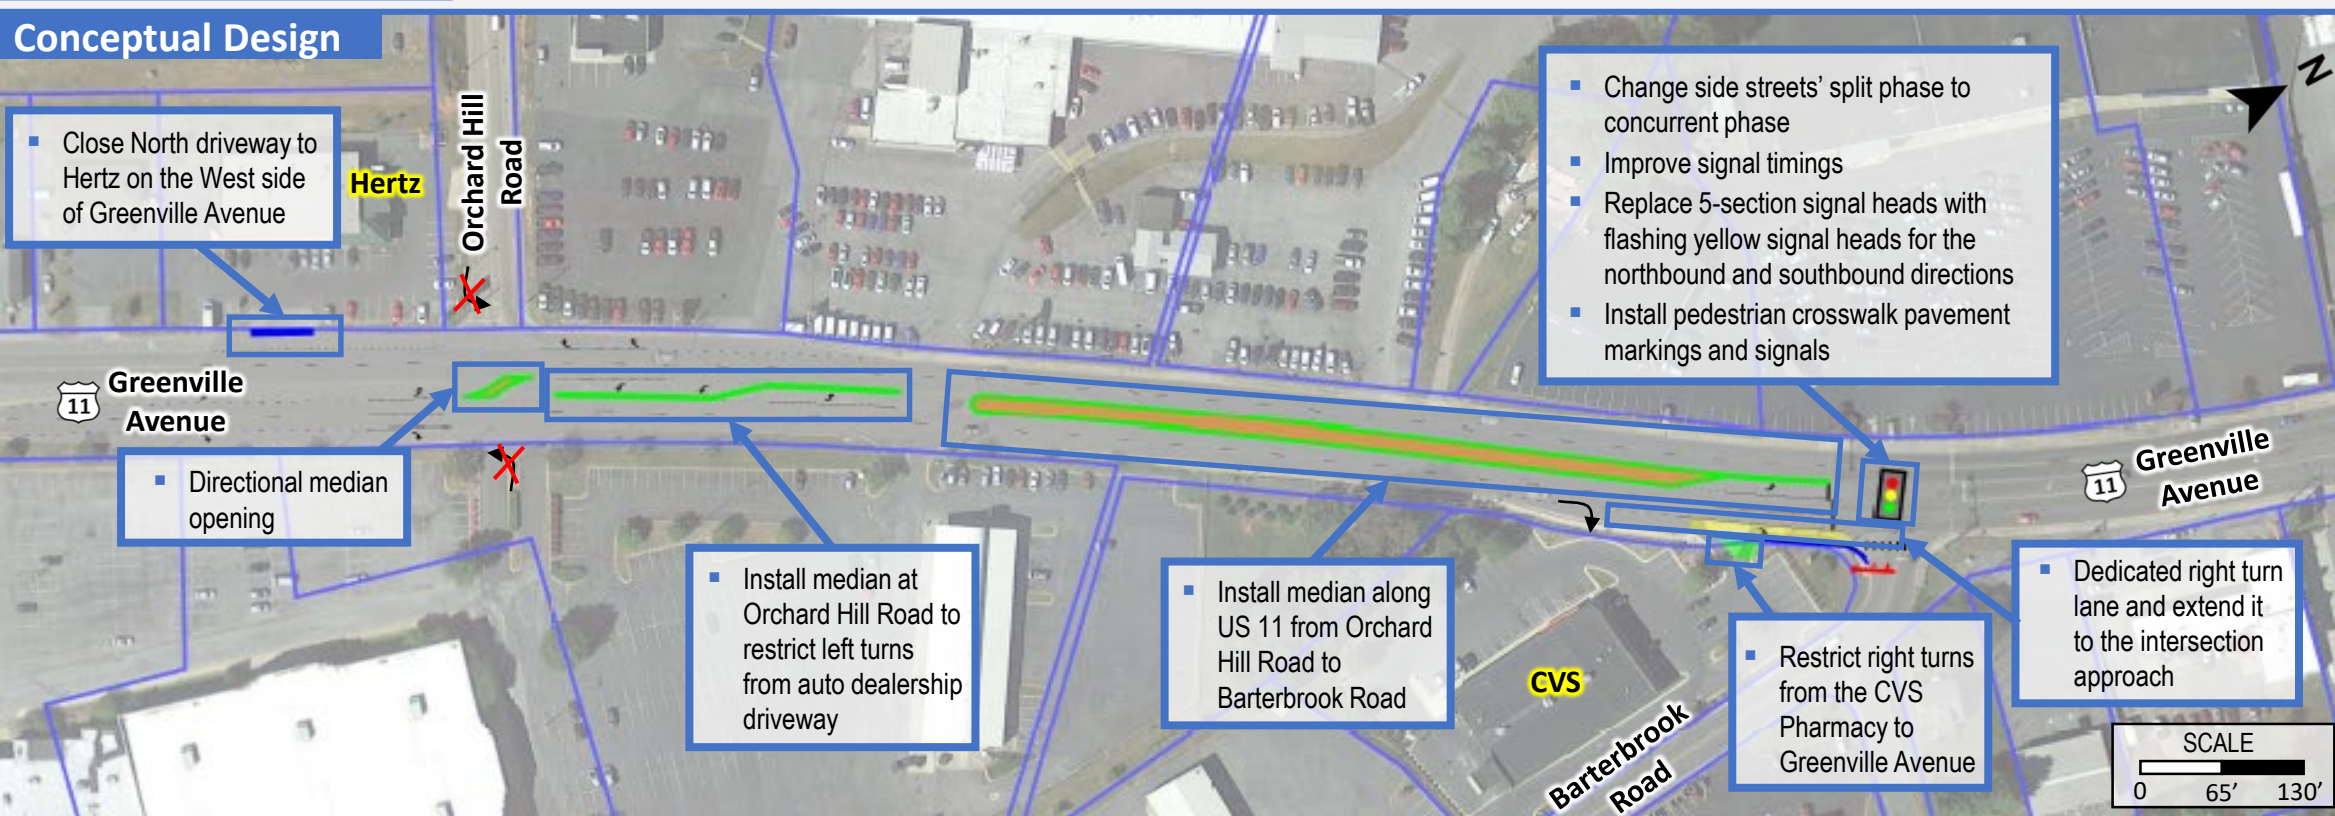 Conceptual Design
Close North driveway to
Hertz on the West side
of Greenville Avenue
Hertz
Orchard Hill
Road
Change side streets’ split phase to
concurrent phase
Improve signal timings
Replace 5-section signal heads with
flashing yellow signal heads for the
northbound and southbound directions
Install pedestrian crosswalk pavement
markings and signals
N
11
Greenville
Avenue
Directional median
opening
Install median at
Orchard Hill Road to
restrict left turns
from auto dealership
driveway
Install median along
US 11 from Orchard
Hill Road to
Barterbrook Road
CVS
Barterbrook
Road
Restrict right turns
from the CVS
Pharmacy to
Greenville Avenue
11
Greenville
Avenue
Dedicated right turn
lane and extend it
to the intersection
approach
SCALE
0 65’ 130’